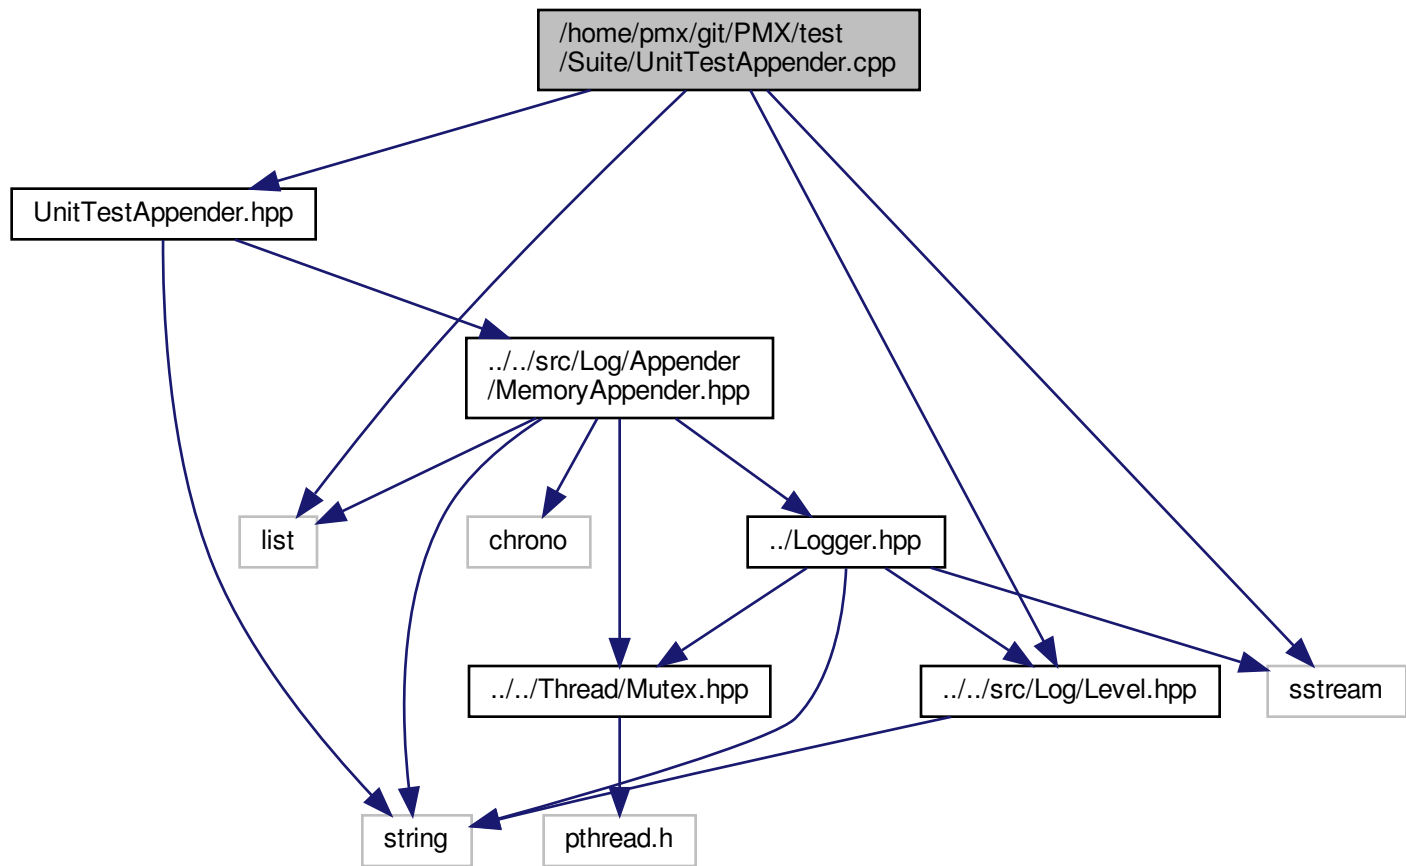 /home/pmx/git/PMX/test
/Suite/UnitTestAppender.cpp
UnitTestAppender.hpp
../../src/Log/Appender
/MemoryAppender.hpp
list
chrono
../Logger.hpp
../../Thread/Mutex.hpp
../../src/Log/Level.hpp
sstream
string
pthread.h